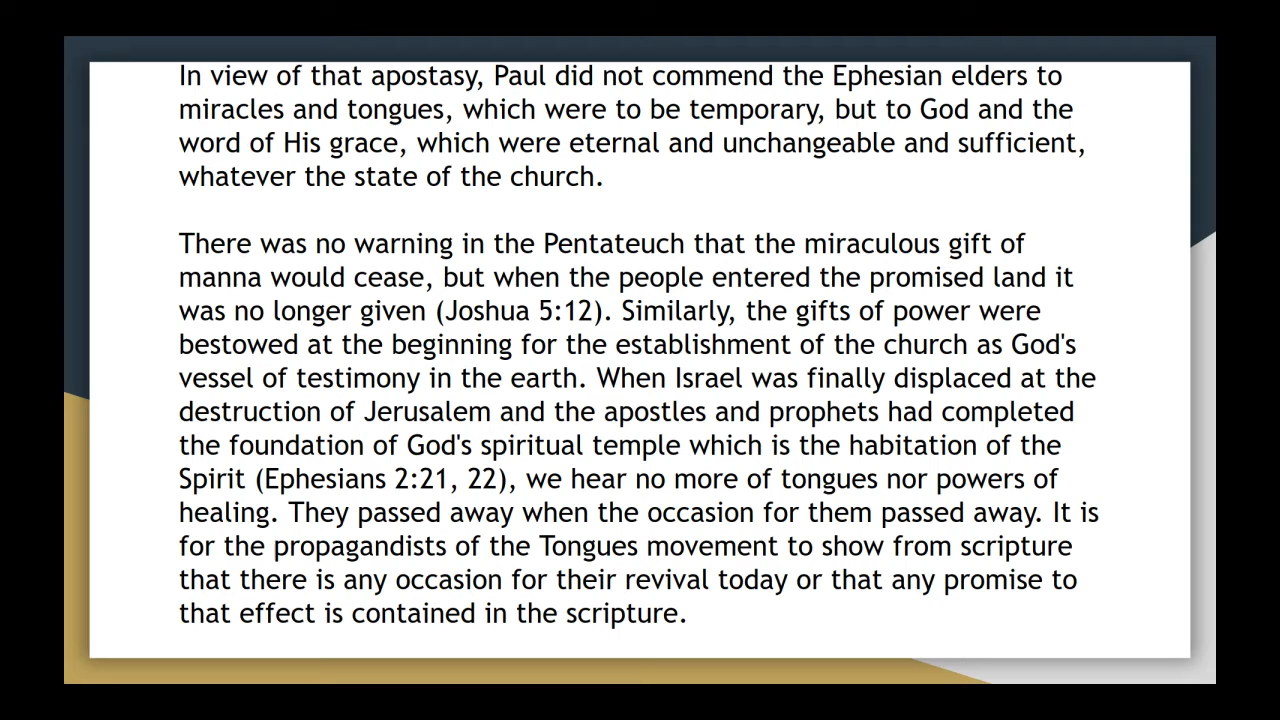 In view of that apostasy, Paul did not commend the Ephesian elders to
miracles and tongues, which were to be temporary, but to God and the
word of His grace, which were eternal and unchangeable and sufficient,
whatever the state of the church.
There was no warning in the Pentateuch that the miraculous gift of
manna would cease, but when the people entered the promised land it
was no longer given (Joshua 5:12). Similarly, the gifts of power were
bestowed at the beginning for the establishment of the church as God's
vessel of testimony in the earth. When Israel was finally displaced at the
destruction of Jerusalem and the apostles and prophets had completed
the foundation of God's spiritual temple which is the habitation of the
Spirit (Ephesians 2:21, 22), we hear no more of tongues nor powers of
healing. They passed away when the occasion for them passed away. It is
for the propagandists of the Tongues movement to show from scripture
that there is any occasion for their revival today or that any promise to
that effect is contained in the scripture.